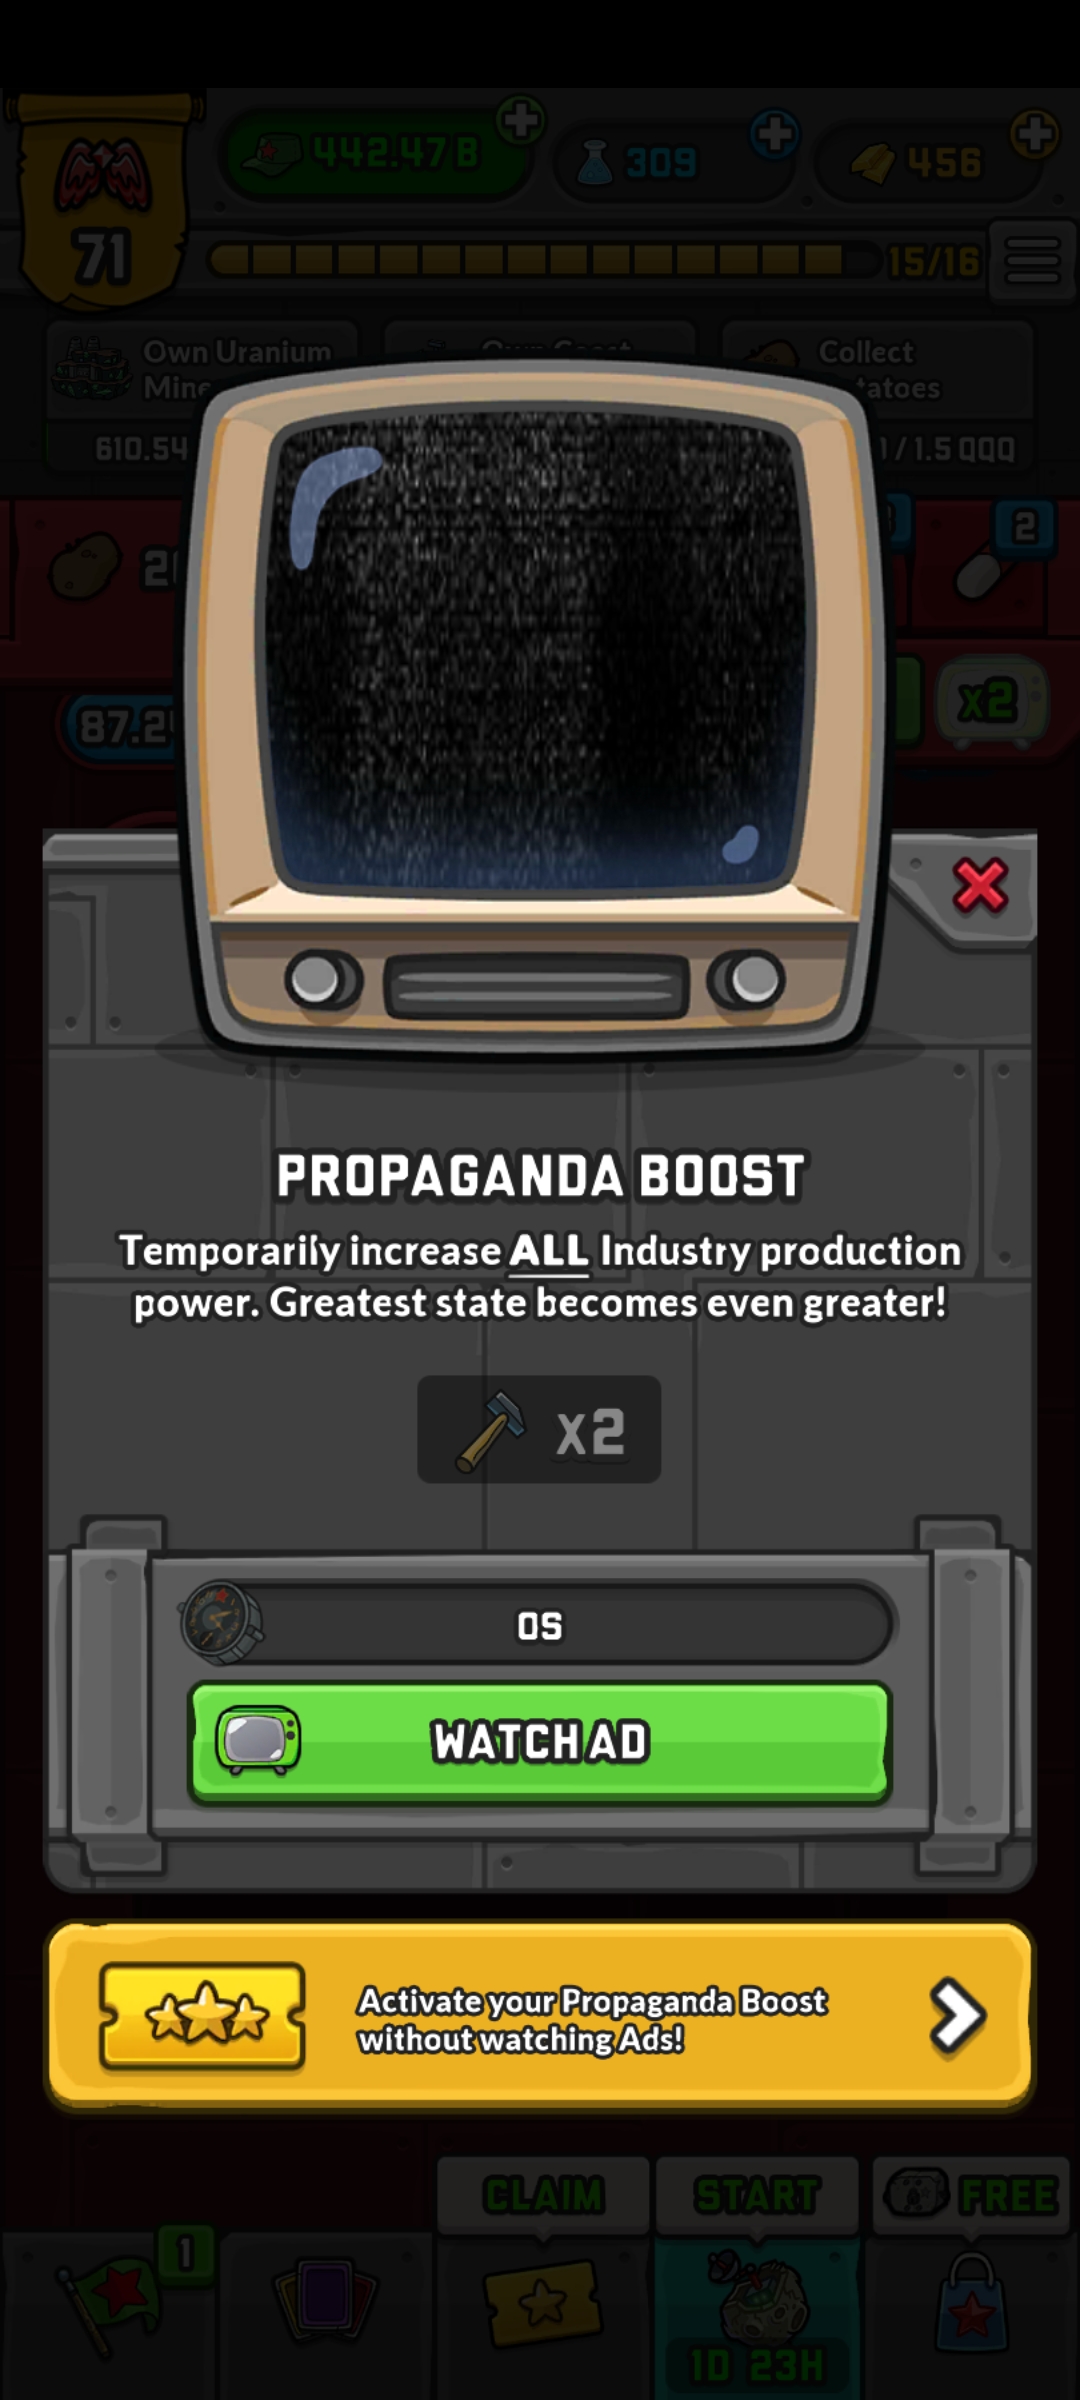 442.47 B
309
456
71
15/16
Own Uranium
Mine
Collect
atoes
610.54
/ 1.5 QQQ
2
87.2
x2
PROPAGANDA BOOST
Temporarily increase ALL Industry production
power. Greatest state becomes even greater!
X2
0S
WATCH AD
Activate your Propaganda Boost
without watching Ads!
CLAIM
START
FREE
1
1D 23H